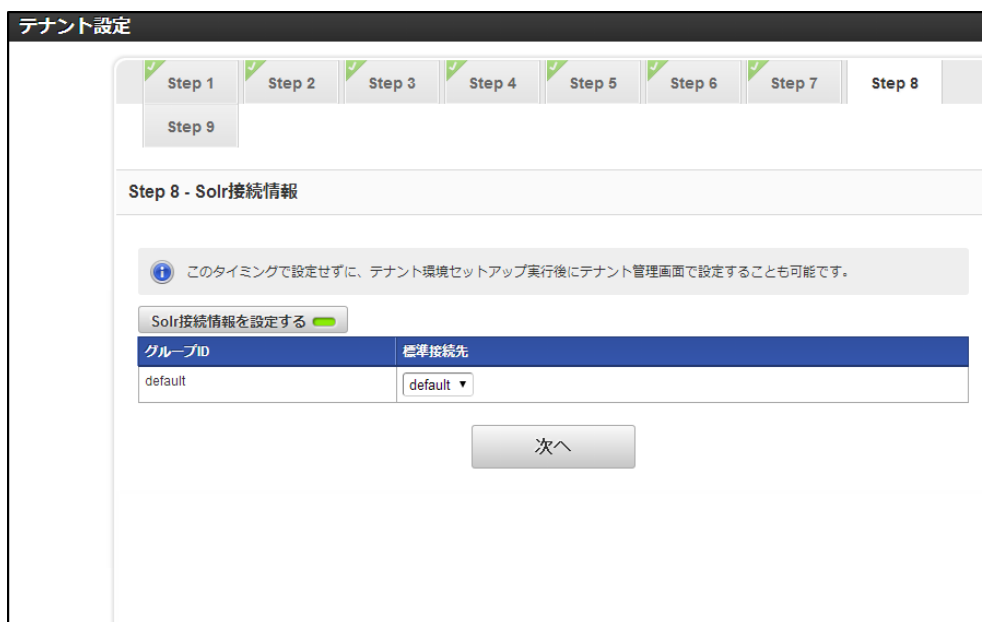 テナント設定
Step 1 Step 2 Step 3 Step 4 Step 5 Step 6 Step 7 Step 8
Step 9
Step 8 - Solr接続情報
このタイミングで設定せずに、テナント環境セットアップ実行後にテナント管理画面で設定することも可能です。
Solr接続情報を設定する
グループID 標準接続先
default default
次へ